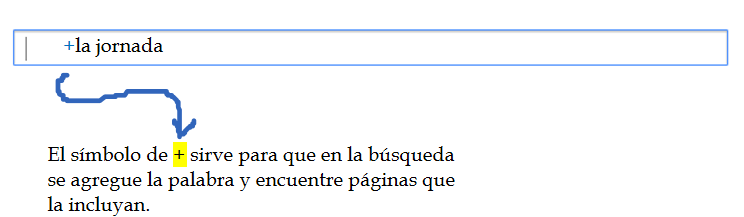 +la jornada
El símbolo de + sirve para que en la búsqueda
se agregue la palabra y encuentre páginas que
la incluyan.